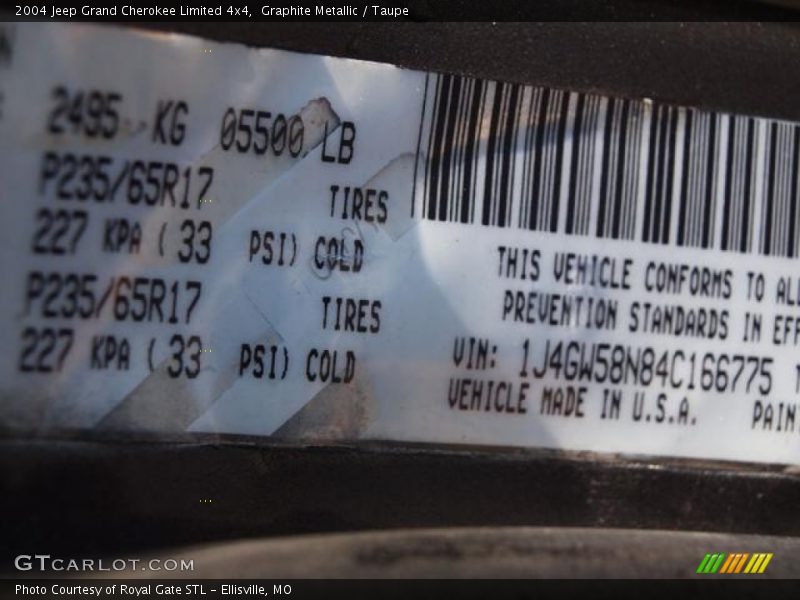 2004 Jeep Grand Cherokee Limited 4x4,  Graphite Metallic / Taupe
2495 KG 05500 LB
P235/65R17 TIRES
227 KPA ( 33 PSI) COLD
P235/65R17 TIRES
227 KPA ( 33 PSI) COLD
THIS VEHICLE CONFORMS TO
PREVENTION STANDARDS IN
VIN: 1J4GW58N84C166775
VEHICLE MADE IN U.S.A.
GTCARLOT.COM
Photo Courtesy of Royal Gate STL - Ellisville, MO